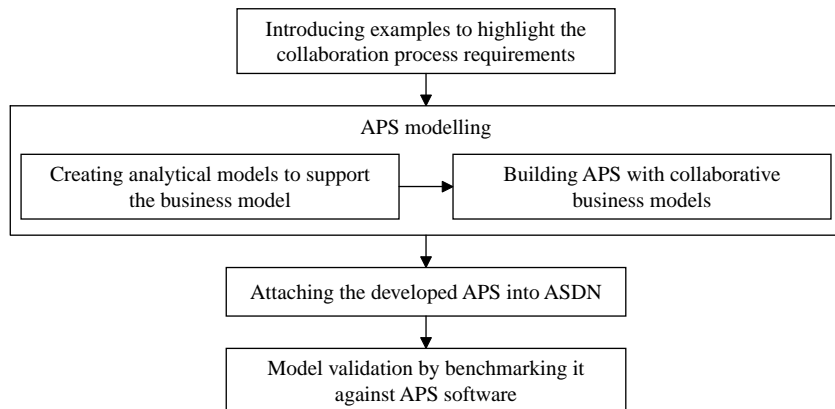 Introducing examples to highlight the
collaboration process requirements
APS modelling
Creating analytical models to support
the business model
Building APS with collaborative
business models
Attaching the developed APS into ASDN
Model validation by benchmarking it
against APS software